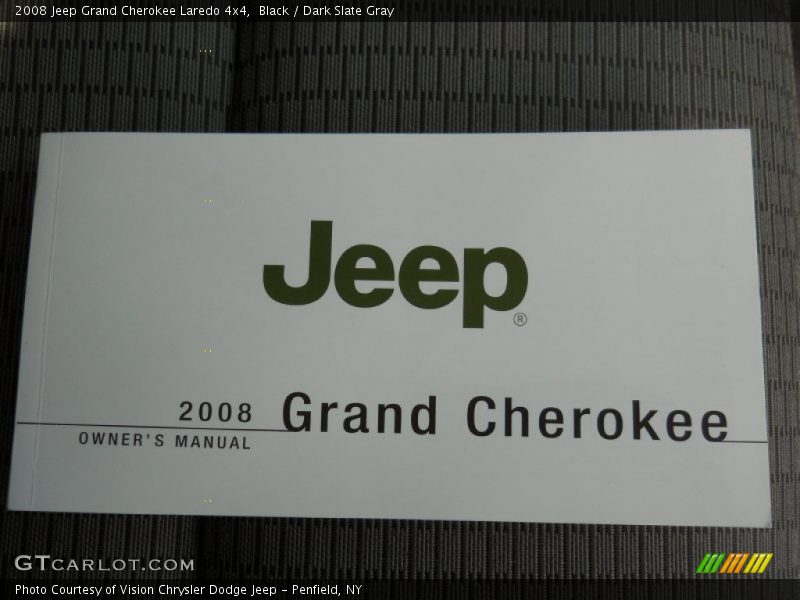 2008 Jeep Grand Cherokee Laredo 4x4, Black / Dark Slate Gray
Jeep®
2008 Grand Cherokee
OWNER'S MANUAL
GTCARLOT.COM
Photo Courtesy of Vision Chrysler Dodge Jeep – Penfield, NY